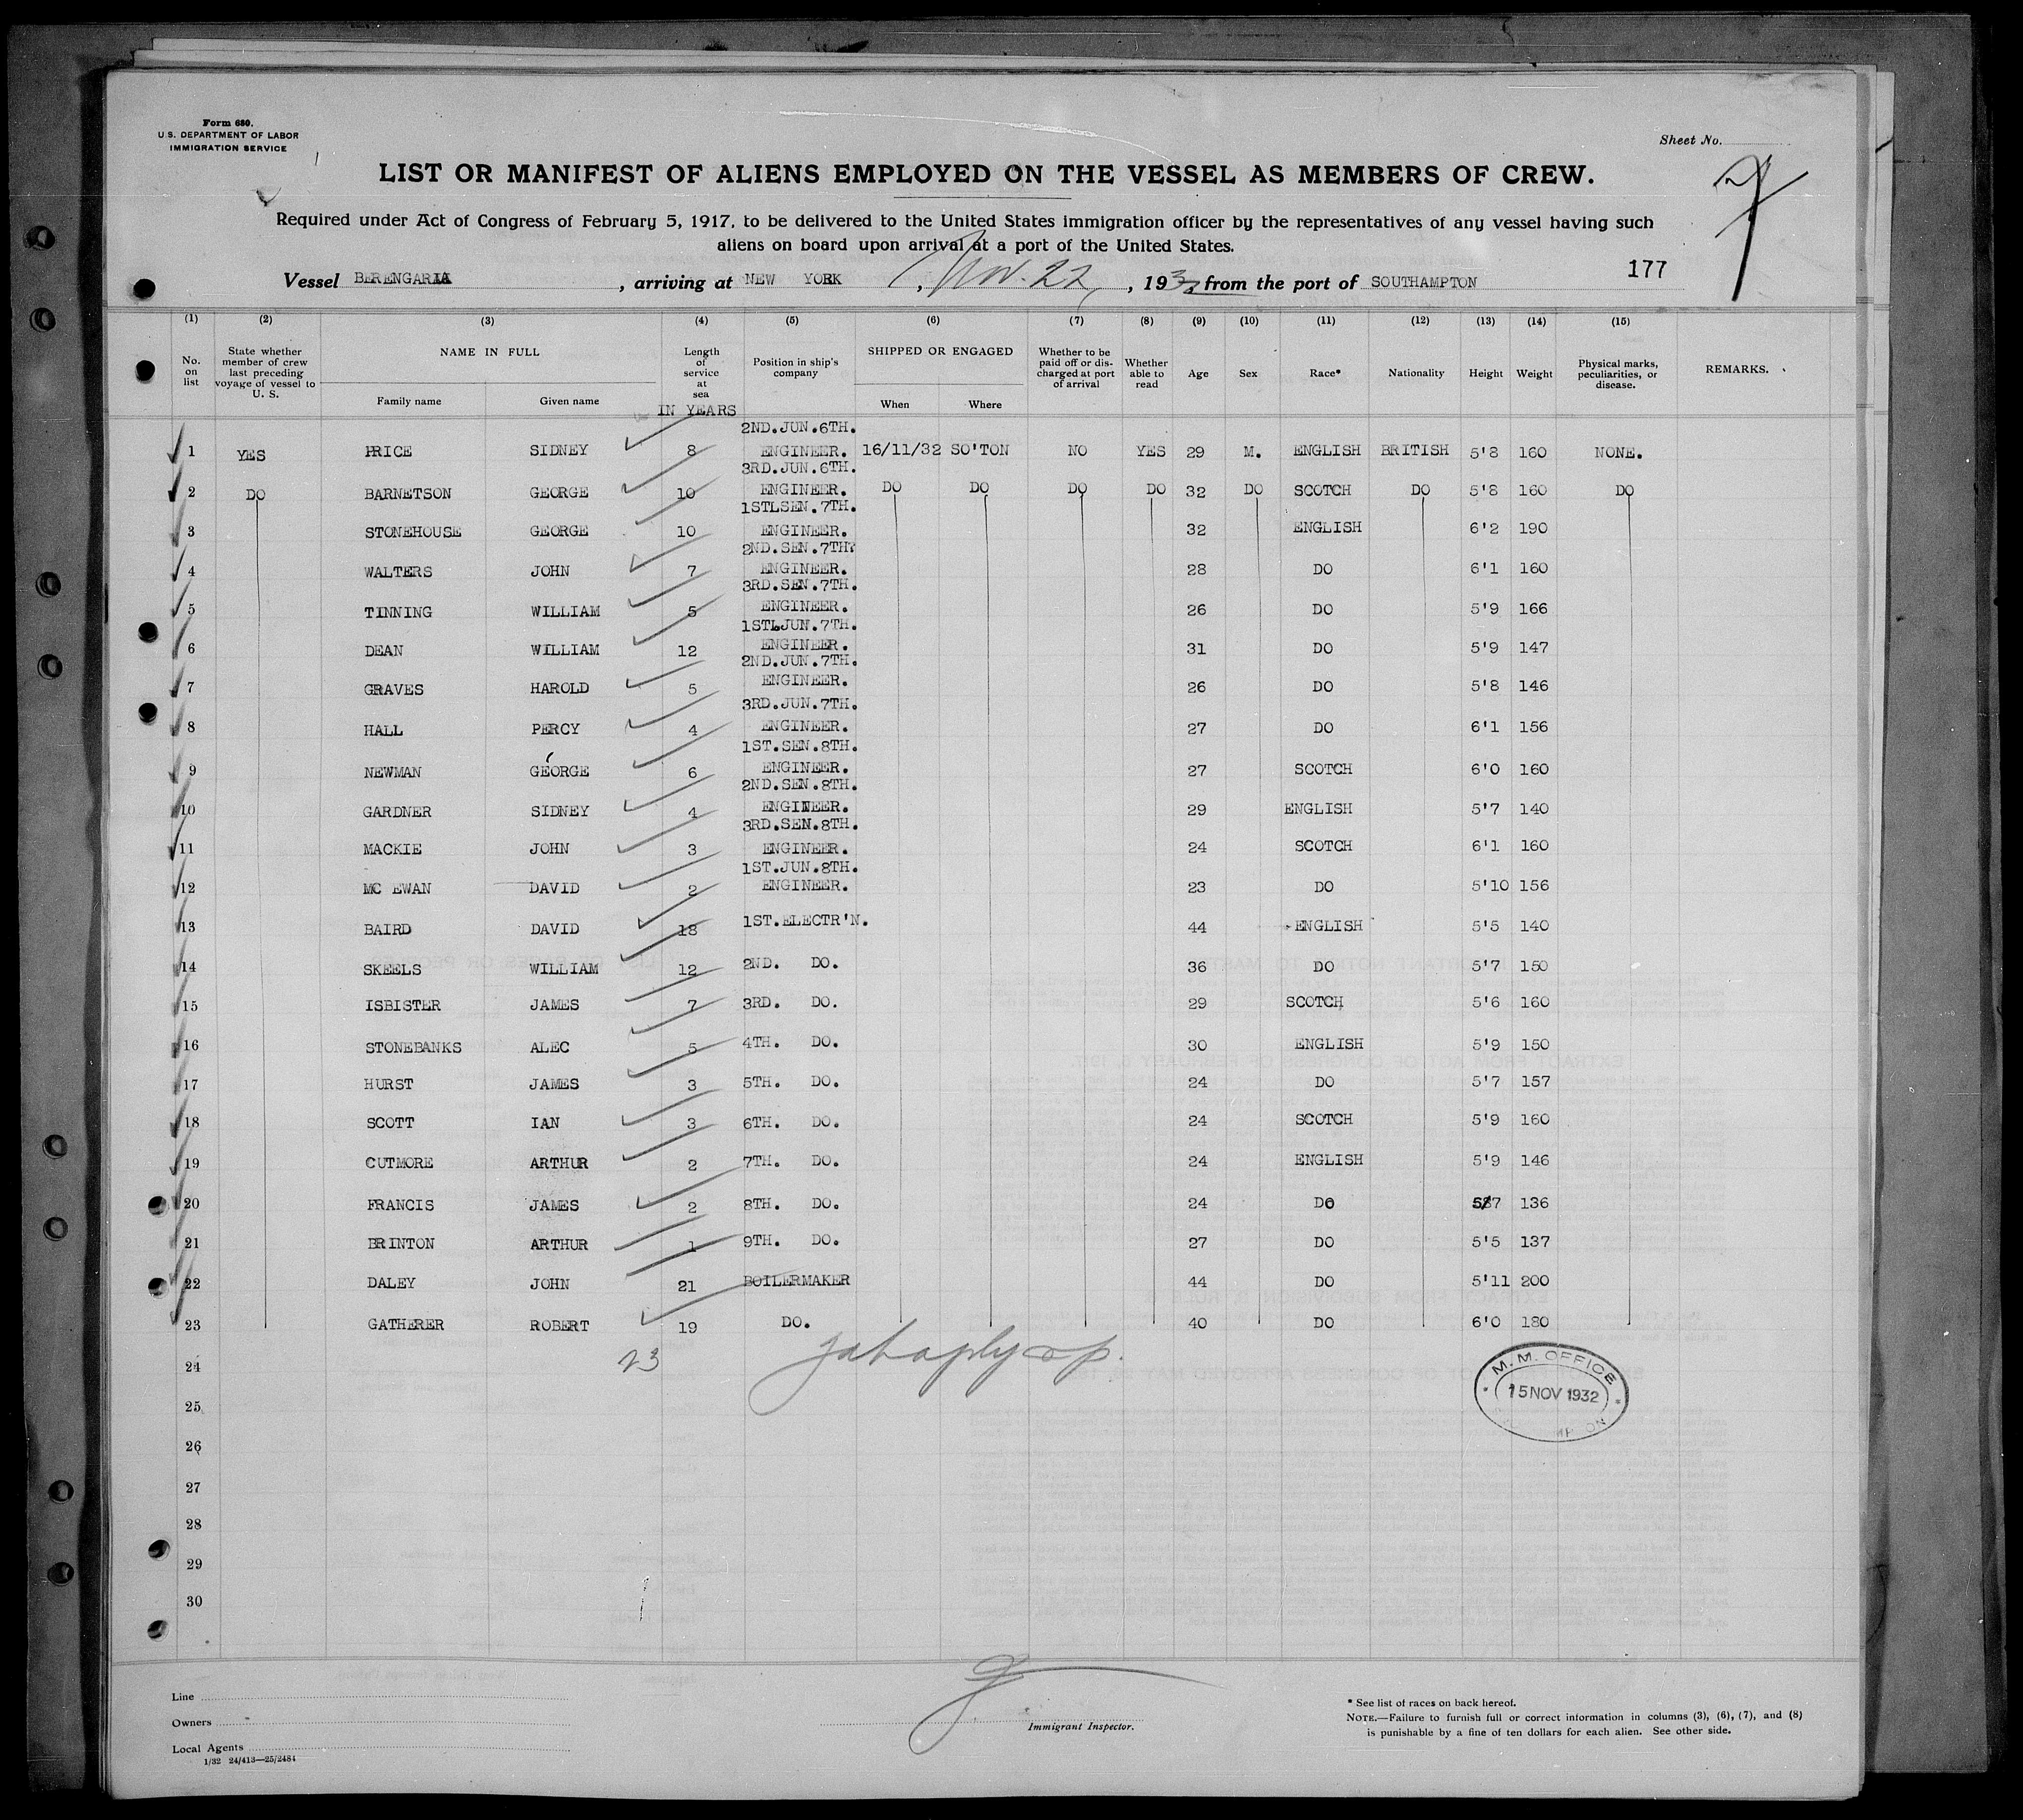 Form 680.
U.S. DEPARTMENT OF LABOR
IMMIGRATION SERVICE
Sheet No.
LIST OR MANIFEST OF ALIENS EMPLOYED ON THE VESSEL AS MEMBERS OF CREW.
Required under Act of Congress of February 5, 1917, to be delivered to the United States immigration officer by the representatives of any vessel having such
aliens on board upon arrival at a port of the United States.
177
Vessel BERENGARIA, arriving at NEW YORK, Nov. 22, 1932 from the port of SOUTHAMPTON
(1) (2) (3) (4) (5) (6) (7) (8) (9) (10) (11) (12) (13) (14) (15)
No. on list
State whether member of crew last preceding voyage of vessel to U. S.
NAME IN FULL
Family name Given name
Length of service at sea
IN YEARS
Position in ship's company
SHIPPED OR ENGAGED
When Where
Whether to be paid off or discharged at port of arrival
Whether able to read
Age Sex Race* Nationality Height Weight
Physical marks, peculiarities, or disease.
REMARKS.
1 YES PRICE SIDNEY 8 2ND.JUN.6TH. ENGINEER. 16/11/32 SO'TON NO YES 29 M. ENGLISH BRITISH 5'8 160 NONE.
2 DO BARNETSON GEORGE 10 3RD.JUN.6TH. ENGINEER. DO DO DO DO 32 DO SCOTCH DO 5'8 160 DO
3 STONEHOUSE GEORGE 10 1STLSEN.7TH. ENGINEER. 32 ENGLISH 6'2 190
4 WALTERS JOHN 7 2ND.SEN.7TH. ENGINEER. 28 DO 6'1 160
5 TINNING WILLIAM 5 3RD.SEN.7TH. ENGINEER. 26 DO 5'9 166
6 DEAN WILLIAM 12 1STLJUN.7TH. ENGINEER. 31 DO 5'9 147
7 GRAVES HAROLD 5 2ND.JUN.7TH. ENGINEER. 26 DO 5'8 146
8 HALL PERCY 4 3RD.JUN.7TH. ENGINEER. 27 DO 6'1 156
9 NEWMAN GEORGE 6 1ST.SEN.8TH. ENGINEER. 27 SCOTCH 6'0 160
10 GARDNER SIDNEY 4 2ND.SEN.8TH. ENGINEER. 29 ENGLISH 5'7 140
11 MACKIE JOHN 3 3RD.SEN.8TH. ENGINEER. 24 SCOTCH 6'1 160
12 MC EWAN DAVID 2 1ST.JUN.8TH. ENGINEER. 23 DO 5'10 156
13 BAIRD DAVID 18 1ST.ELECTR'N. 44 ENGLISH 5'5 140
14 SKEELS WILLIAM 12 2ND. DO. 36 DO 5'7 150
15 ISBISTER JAMES 7 3RD. DO. 29 SCOTCH 5'6 160
16 STONEBANKS ALEC 5 4TH. DO. 30 ENGLISH 5'9 150
17 HURST JAMES 3 5TH. DO. 24 DO 5'7 157
18 SCOTT IAN 3 6TH. DO. 24 SCOTCH 5'9 160
19 CUTMORE ARTHUR 2 7TH. DO. 24 ENGLISH 5'9 146
20 FRANCIS JAMES 2 8TH. DO. 24 DO 5'7 136
21 BRINTON ARTHUR 1 9TH. DO. 27 DO 5'5 137
22 DALEY JOHN 21 BOILERMAKER 44 DO 5'11 200
23 GATHERER ROBERT 19 DO. 40 DO 6'0 180
23
24
M.M. OFFICE
15 NOV 1932
25
26
27
28
29
30
Line
Owners
Local Agents
1/32 24/413—25/2484
Immigrant Inspector.
* See list of races on back hereof.
NOTE.—Failure to furnish full or correct information in columns (3), (6), (7), and (8)
is punishable by a fine of ten dollars for each alien. See other side.